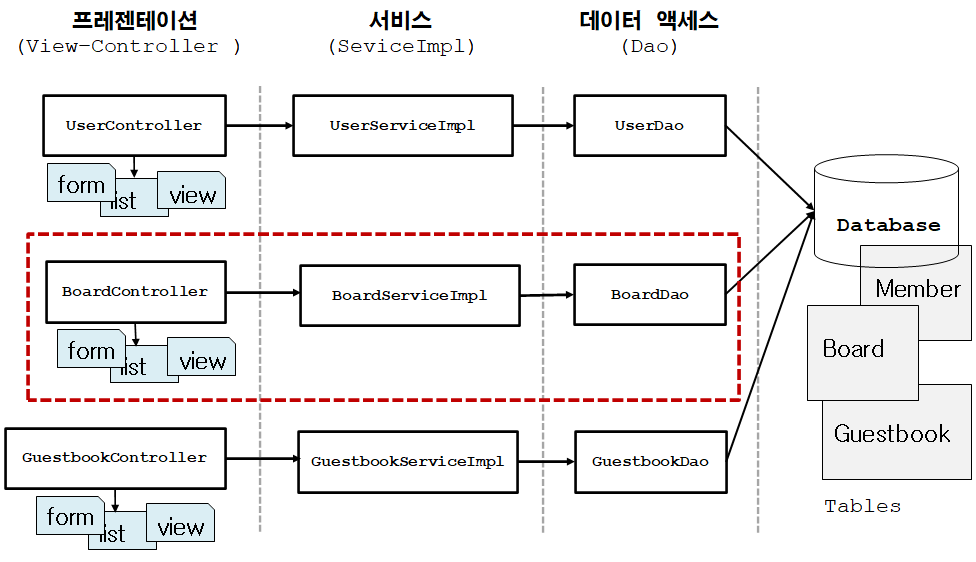 프레젠테이션
(View-Controller )
서비스
(SeviceImpl)
데이터 액세스
(Dao)
UserController
UserServiceImpl
UserDao
form
list
view
Database
BoardController
BoardServiceImpl
BoardDao
form
list
view
Member
Board
Guestbook
GuestbookController
GuestbookServiceImpl
GuestbookDao
form
list
view
Tables